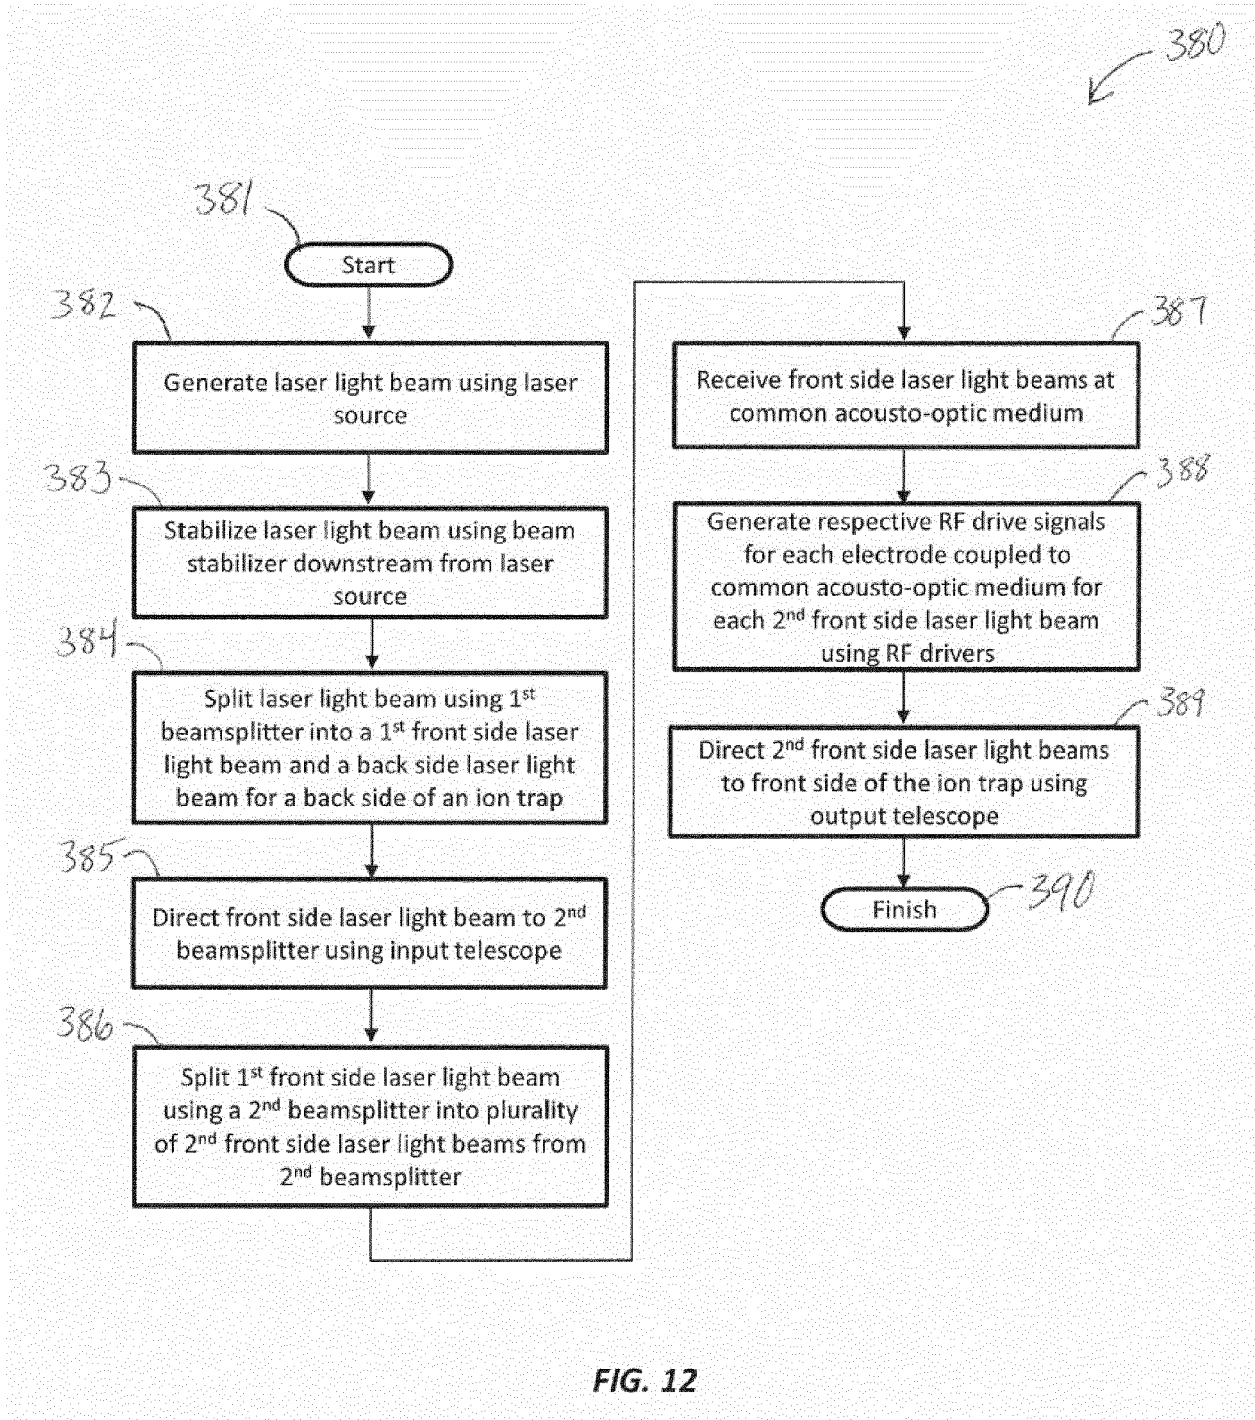 380
381
Start
382
Generate laser light beam using laser
source
383
Stabilize laser light beam using beam
stabilizer downstream from laser
source
384
Split laser light beam using 1st
beamsplitter into a 1st front side laser
light beam and a back side laser light
beam for a back side of an ion trap
385
Direct front side laser light beam to 2nd
beamsplitter using input telescope
386
Split 1st front side laser light beam
using a 2nd beamsplitter into plurality
of 2nd front side laser light beams from
2nd beamsplitter
387
Receive front side laser light beams at
common acousto-optic medium
388
Generate respective RF drive signals
for each electrode coupled to
common acousto-optic medium for
each 2nd front side laser light beam
using RF drivers
389
Direct 2nd front side laser light beams
to front side of the ion trap using
output telescope
Finish
390
FIG. 12